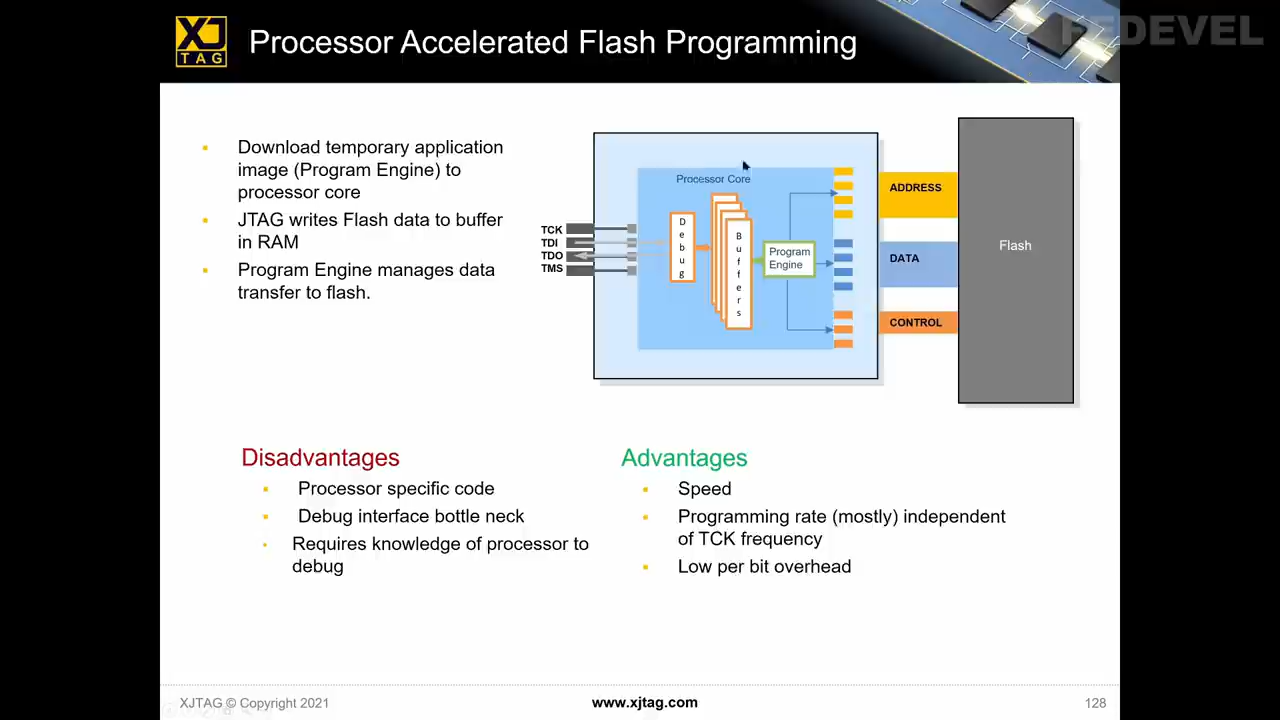 XJ
TAG
Processor Accelerated Flash Programming
FEDEVEL
Download temporary application
image (Program Engine) to
processor core
JTAG writes Flash data to buffer
in RAM
Program Engine manages data
transfer to flash.
TCK
TDI
TDO
TMS
Processor Core
Debug
Buffers
Program
Engine
ADDRESS
DATA
CONTROL
Flash
Disadvantages
Processor specific code
Debug interface bottle neck
Requires knowledge of processor to
debug
Advantages
Speed
Programming rate (mostly) independent
of TCK frequency
Low per bit overhead
XJTAG © Copyright 2021
www.xjtag.com
128